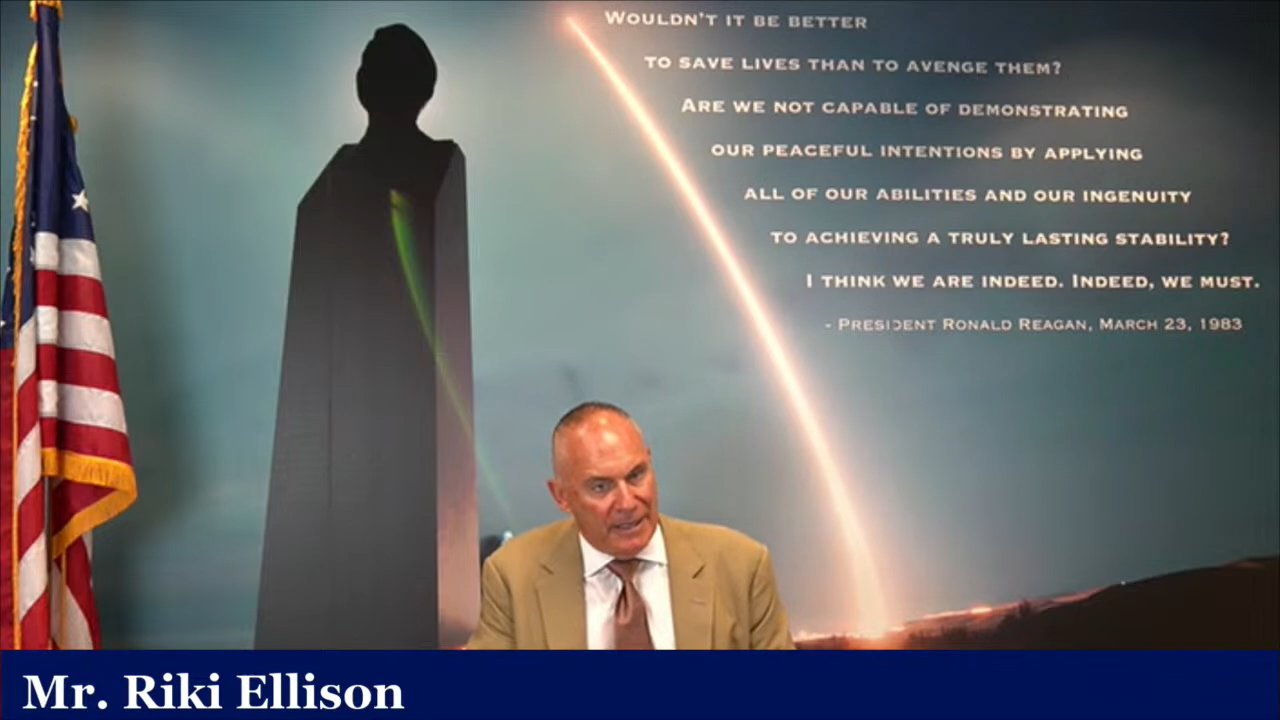 Wouldn't it be better
to save lives than to avenge them?
Are we not capable of demonstrating
our peaceful intentions by applying
all of our abilities and our ingenuity
to achieving a truly lasting stability?
I think we are indeed. Indeed, we must.
- President Ronald Reagan, March 23, 1983
Mr. Riki Ellison